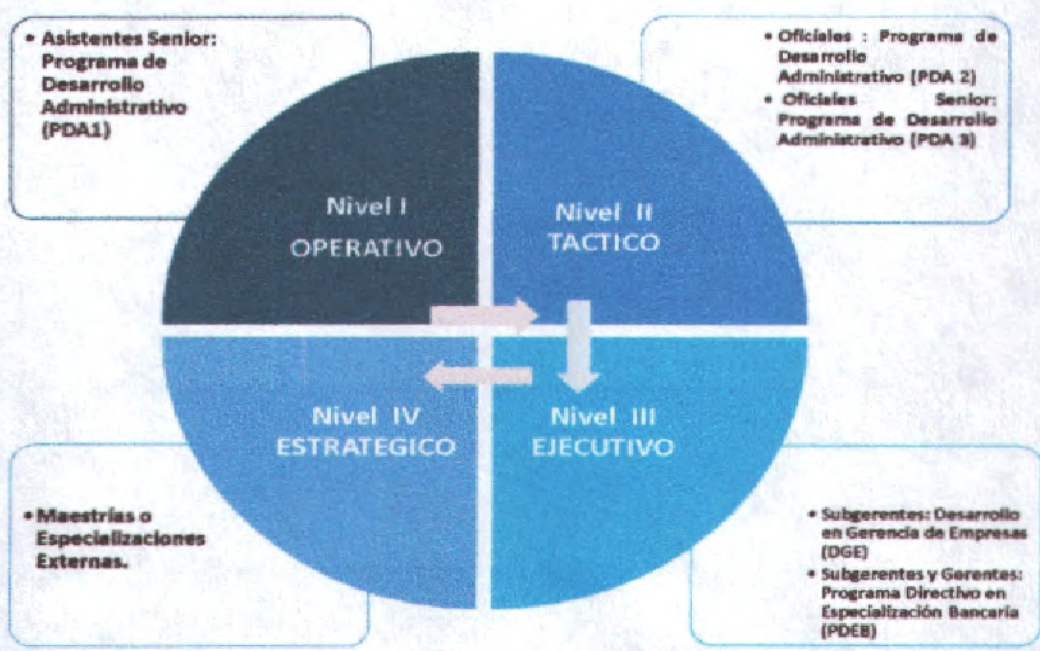 • Asistentes Senior:
Programa de
Desarrollo
Administrativo
(PDA1)
• Oficiales : Programa de
Desarrollo
Administrativo (PDA 2)
• Oficiales Senior:
Programa de Desarrollo
Administrativo (PDA 3)
Nivel I
OPERATIVO
Nivel II
TACTICO
Nivel IV
ESTRATEGICO
Nivel III
EJECUTIVO
• Maestrías o
Especializaciones
Externas.
• Subgerentes: Desarrollo
en Gerencia de Empresas
(DGE)
• Subgerentes y Gerentes:
Programa Directivo en
Especialización Bancaria
(PDEB)